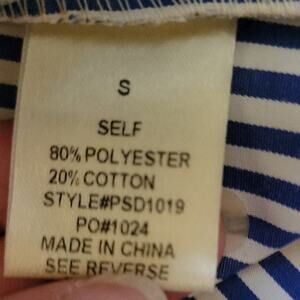 S
SELF
80% POLYESTER
20% COTTON
STYLE#PSD1019
PO#1024
MADE IN CHINA
SEE REVERSE